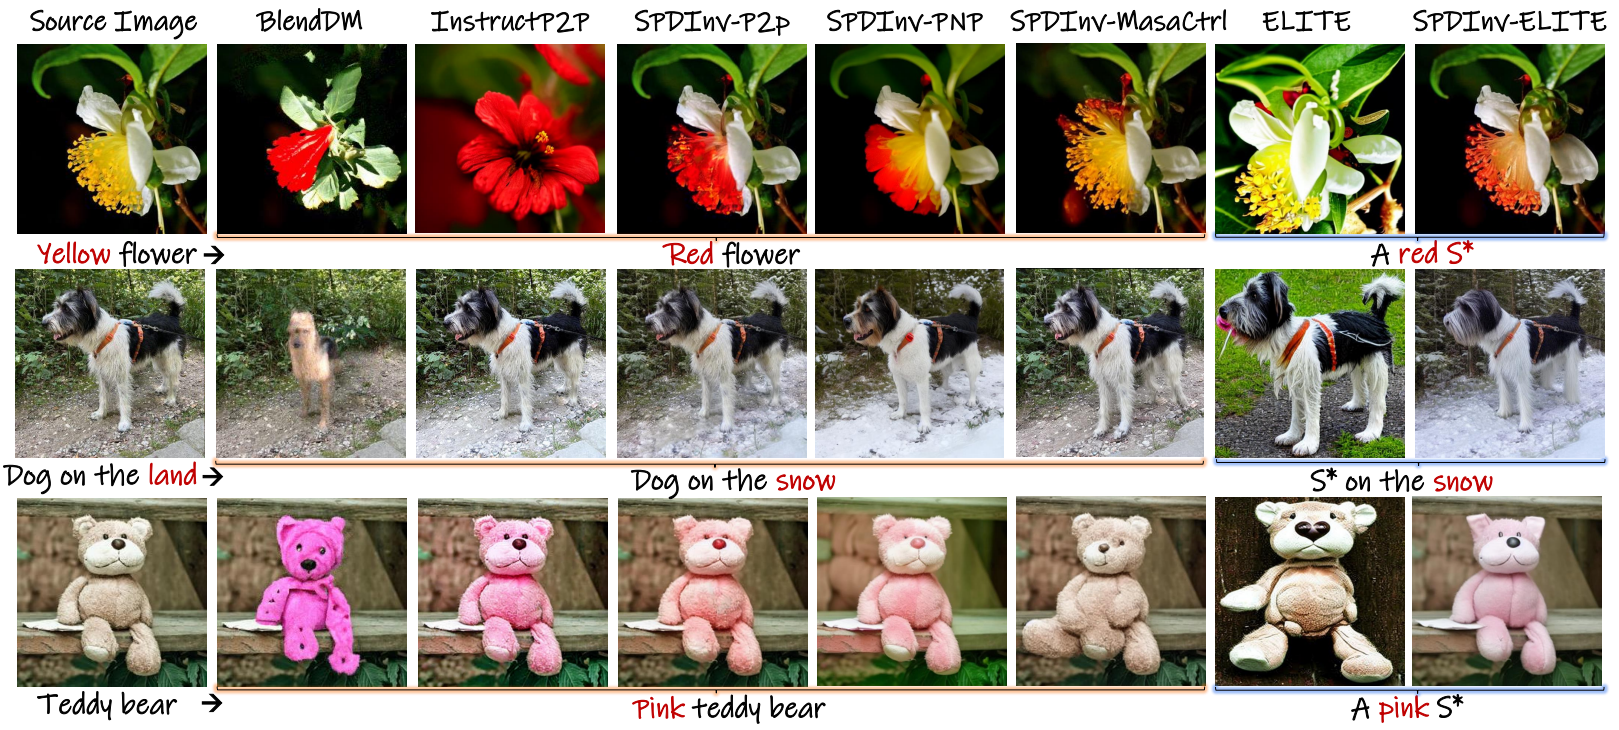 Source Image BlendDM InstructP2P SPDInv-P2p SPDInv-PNP SPDInv-MasaCtrl ELITE SPDInv-ELITE
Yellow flower → Red flower A red S*
Dog on the land → Dog on the snow S* on the snow
Teddy bear → Pink teddy bear A pink S*